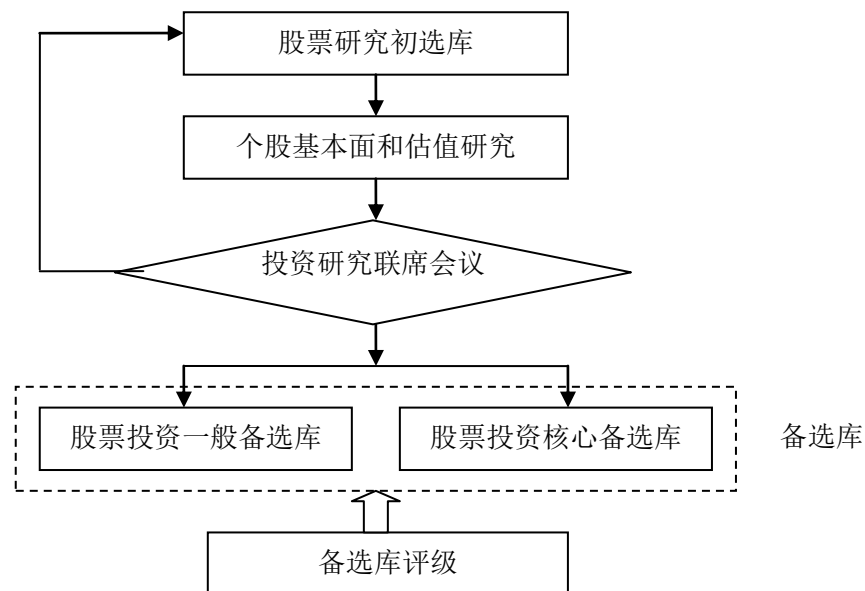 股票研究初选库
个股基本面和估值研究
投资研究联席会议
股票投资一般备选库
股票投资核心备选库
备选库
备选库评级